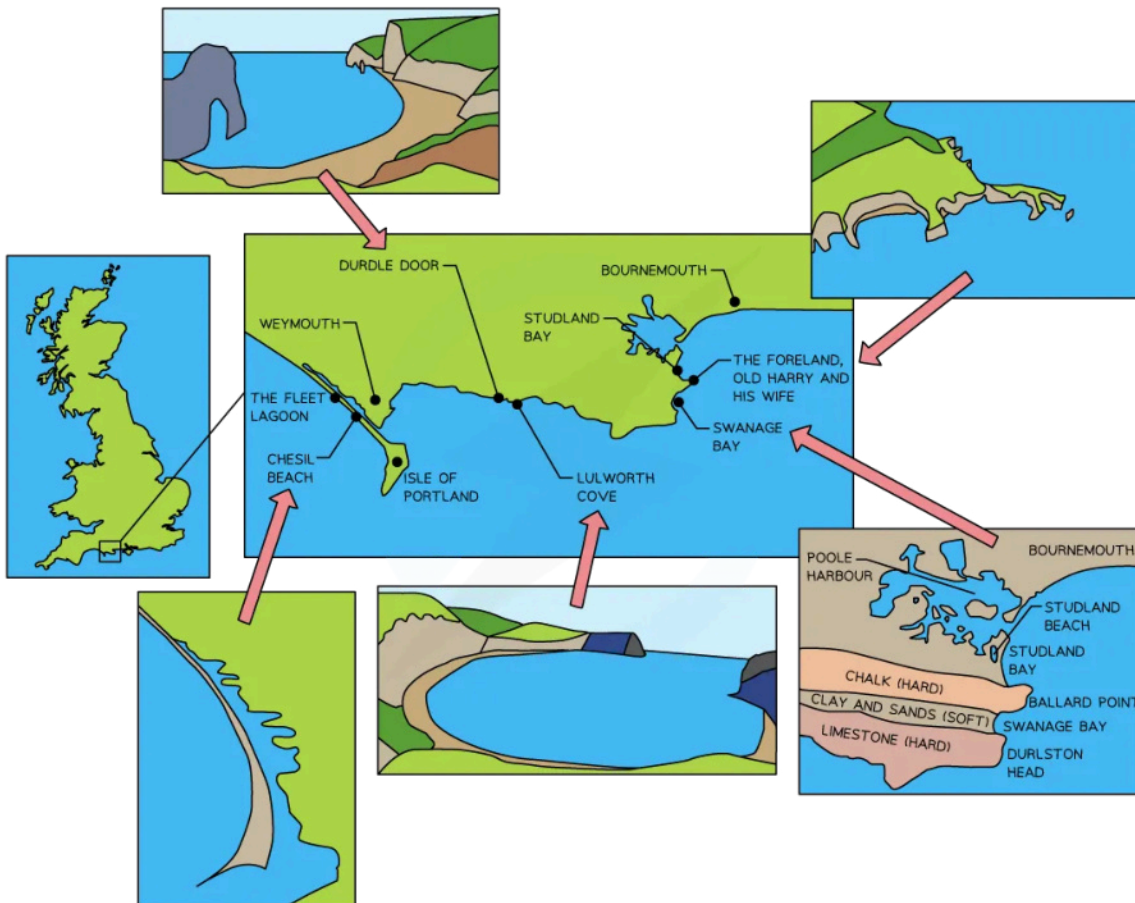 DURDLE DOOR
BOURNEMOUTH
STUDLAND
BAY
WEYMOUTH
THE FORELAND,
OLD HARRY AND
HIS WIFE
THE FLEET
LAGOON
SWANAGE
BAY
CHESIL
BEACH
ISLE OF
PORTLAND
LULWORTH
COVE
POOLE
HARBOUR
BOURNEMOUTH
STUDLAND
BEACH
STUDLAND
BAY
CHALK (HARD)
BALLARD POINT
CLAY AND SANDS (SOFT)
SWANAGE BAY
LIMESTONE (HARD)
DURLSTON
HEAD